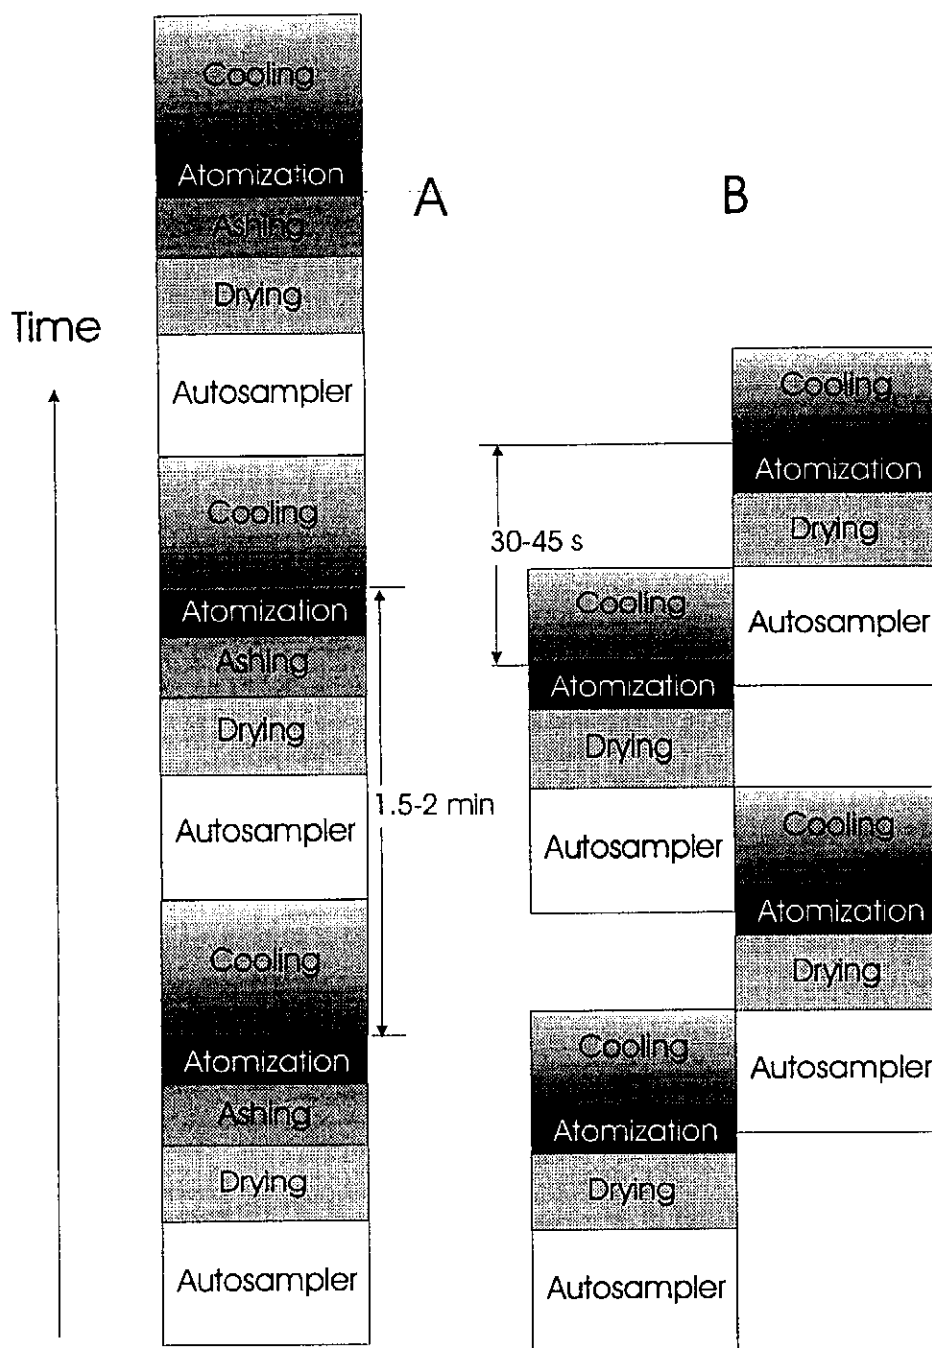 Cooling
Atomization
Ashing
Drying
Autosampler
Cooling
Atomization
Ashing
Drying
Autosampler
Cooling
Atomization
Ashing
Drying
Autosampler
Time
A
1.5-2 min
B
Cooling
Atomization
Drying
Autosampler
30-45 s
Cooling
Atomization
Drying
Autosampler
Cooling
Atomization
Drying
Autosampler
Cooling
Atomization
Drying
Autosampler